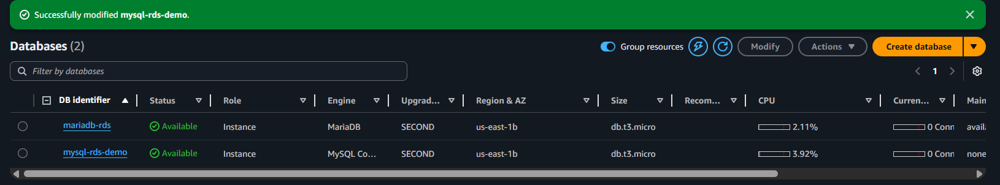 Successfully modified mysql-rds-demo.
Databases (2)
Group resources
Modify
Actions
Create database
Filter by databases
1
DB identifier Status Role Engine Upgrad... Region & AZ Size Recom... CPU Curren... Main
mariadb-rds Available Instance MariaDB SECOND us-east-1b db.t3.micro 2.11% 0 Conn avail
mysql-rds-demo Available Instance MySQL Co... SECOND us-east-1b db.t3.micro 3.92% 0 Conn none